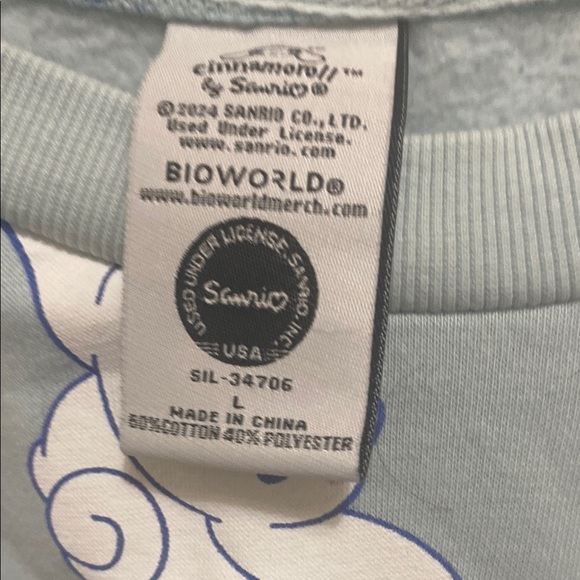 cinnamoroll™
by Sanrio®
©2024 SANRIO CO., LTD.
Used Under License.
www.sanrio.com
BIOWORLD®
www.bioworldmerch.com
USED UNDER LICENSE, SANRIO, INC.
Sanrio
USA
SIL-34706
L
MADE IN CHINA
60%COTTON 40% POLYESTER